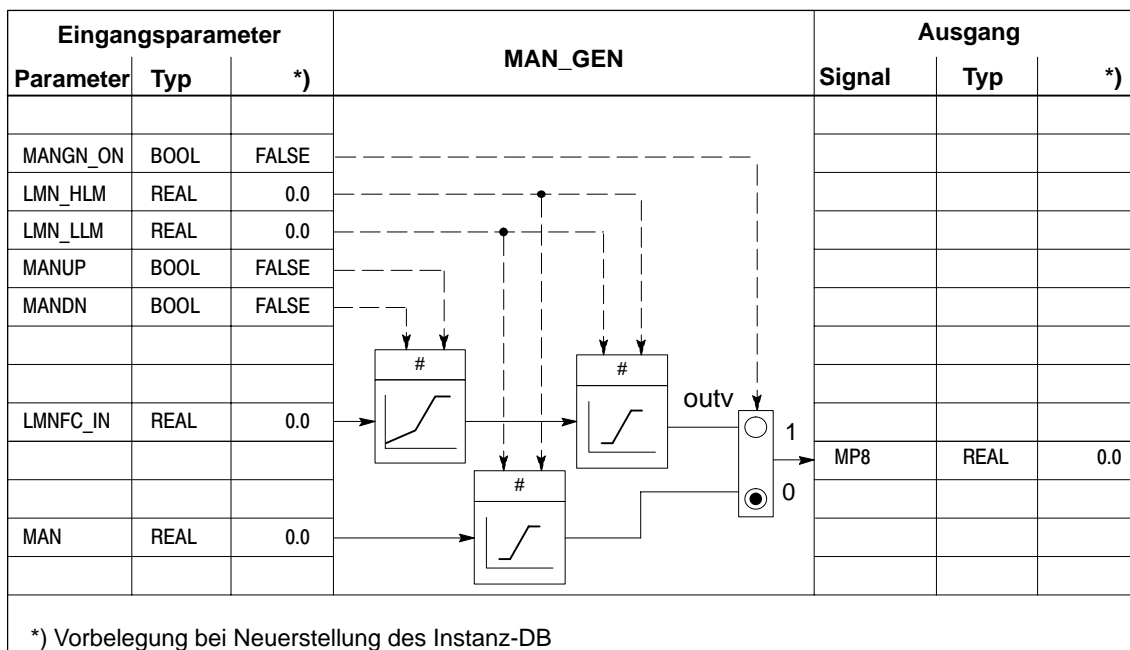 Eingangsparameter MAN_GEN Ausgang
Parameter Typ *) Signal Typ *)
MANGN_ON BOOL FALSE
LMN_HLM REAL 0.0
LMN_LLM REAL 0.0
MANUP BOOL FALSE
MANDN BOOL FALSE
# #
outv
LMNFC_IN REAL 0.0
1
MP8 REAL 0.0
# 0
MAN REAL 0.0
*) Vorbelegung bei Neuerstellung des Instanz-DB